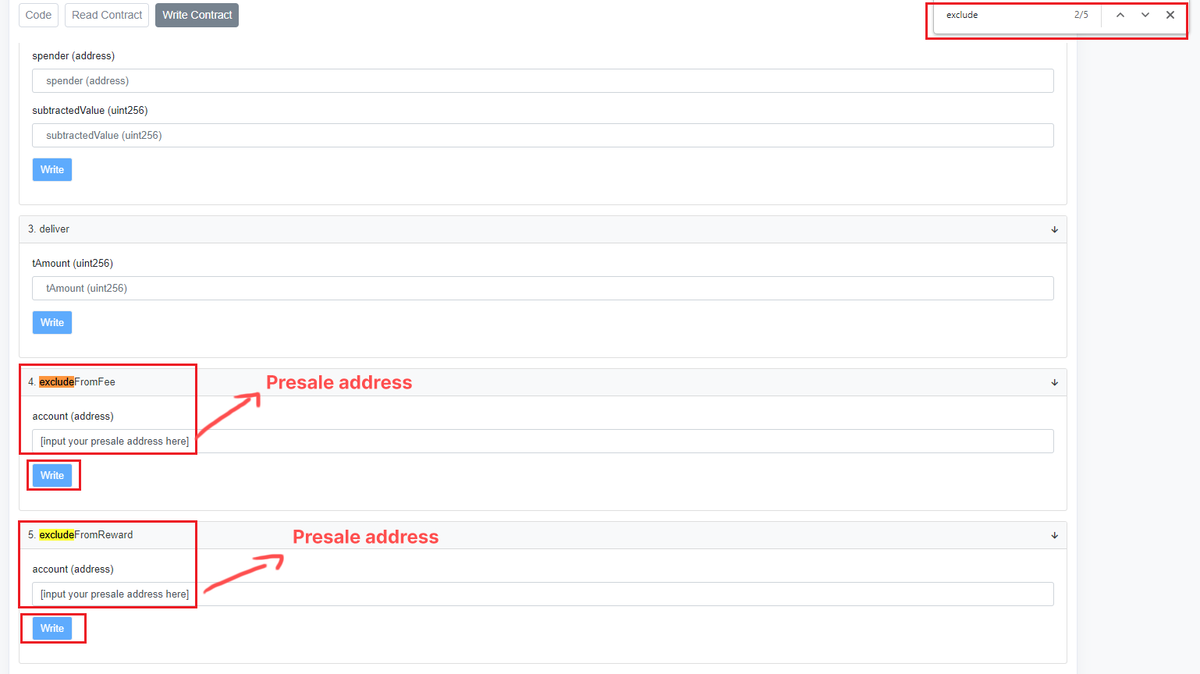 Code Read Contract Write Contract exclude 2/5
spender (address)
spender (address)
subtractedValue (uint256)
subtractedValue (uint256)
Write
3. deliver
tAmount (uint256)
tAmount (uint256)
Write
4. excludeFromFee
Presale address
account (address)
[input your presale address here]
Write
5. excludeFromReward
Presale address
account (address)
[input your presale address here]
Write